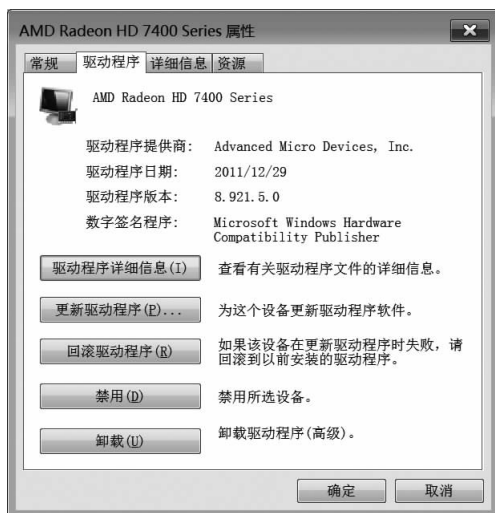 AMD Radeon HD 7400 Series 属性
常规 驱动程序 详细信息 资源
AMD Radeon HD 7400 Series
驱动程序提供商: Advanced Micro Devices, Inc.
驱动程序日期: 2011/12/29
驱动程序版本: 8.921.5.0
数字签名程序: Microsoft Windows Hardware
Compatibility Publisher
驱动程序详细信息(I) 查看有关驱动程序文件的详细信息。
更新驱动程序(P)... 为这个设备更新驱动程序软件。
回滚驱动程序(R) 如果该设备在更新驱动程序时失败，请
回滚到以前安装的驱动程序。
禁用(D) 禁用所选设备。
卸载(U) 卸载驱动程序(高级)。
确定 取消